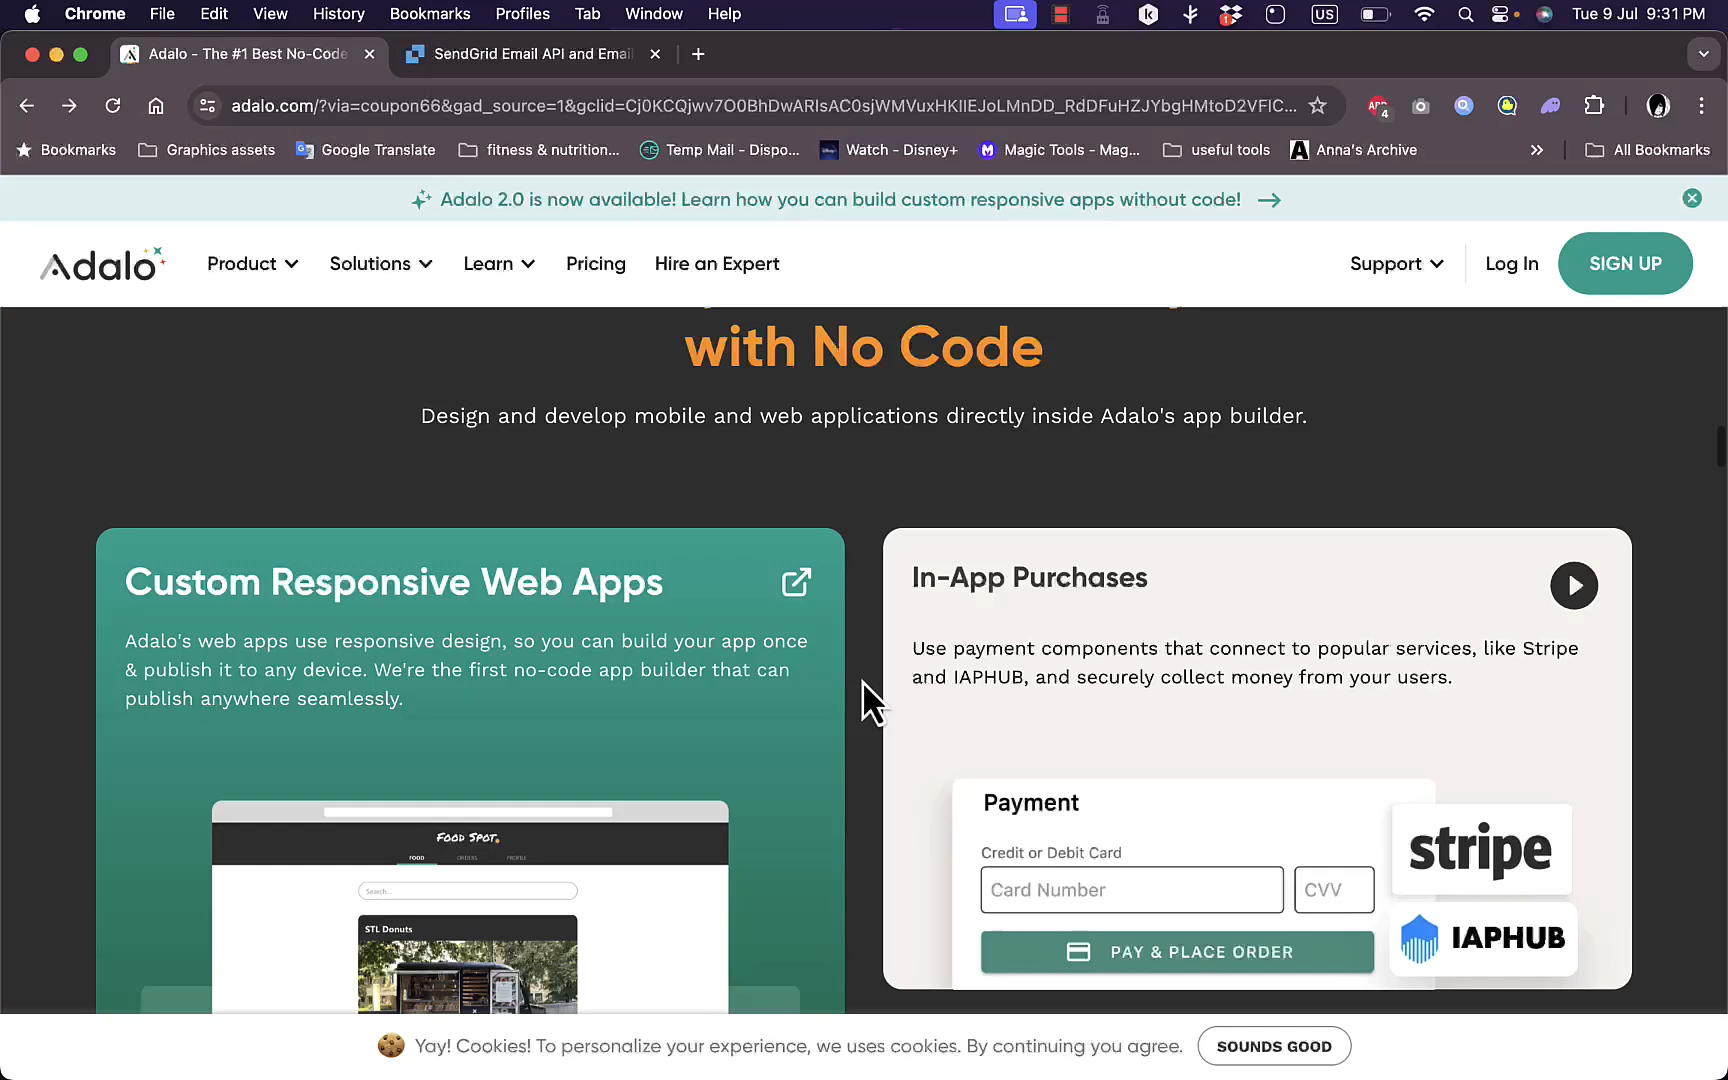 Chrome File Edit View History Bookmarks Profiles Tab Window Help US Tue 9 Jul 9:31 PM
Adalo - The #1 Best No-Code SendGrid Email API and Emai
adalo.com/?via=coupon66&gad_source=1&gclid=Cj0KCQjwv7O0BhDwARIsAC0sjWMVuxHKIIEJoLMnDD_RdDFuHZJYbgHMtoD2VFIC...
Bookmarks Graphics assets Google Translate fitness & nutrition... Temp Mail - Dispo... Watch - Disney+ Magic Tools - Mag... useful tools Anna's Archive All Bookmarks
Adalo 2.0 is now available! Learn how you can build custom responsive apps without code!
Adalo Product Solutions Learn Pricing Hire an Expert Support Log In SIGN UP
with No Code
Design and develop mobile and web applications directly inside Adalo's app builder.
Custom Responsive Web Apps
Adalo's web apps use responsive design, so you can build your app once
& publish it to any device. We're the first no-code app builder that can
publish anywhere seamlessly.
FOOD SPOT.
FOOD ORDERS PROFILE
Search...
STL Donuts
In-App Purchases
Use payment components that connect to popular services, like Stripe
and IAPHUB, and securely collect money from your users.
Payment
Credit or Debit Card
Card Number CVV
PAY & PLACE ORDER
stripe
IAPHUB
Yay! Cookies! To personalize your experience, we uses cookies. By continuing you agree. SOUNDS GOOD